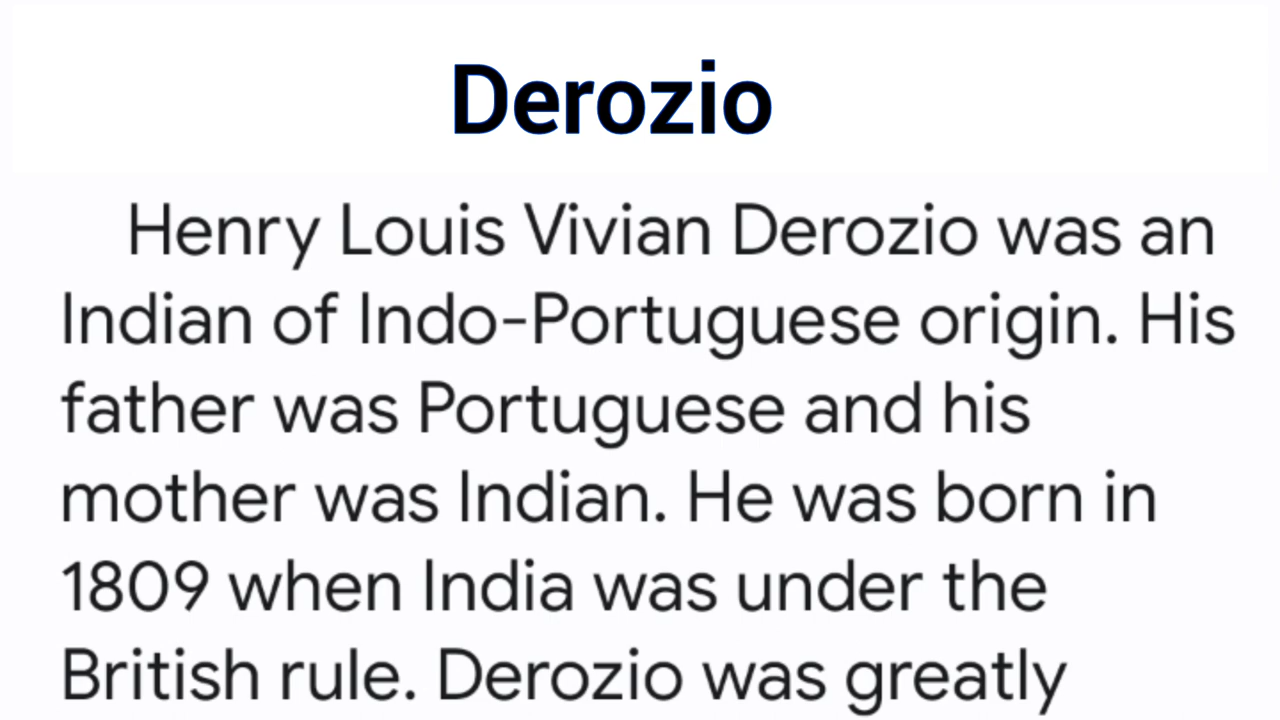 Derozio
Henry Louis Vivian Derozio was an
Indian of Indo-Portuguese origin. His
father was Portuguese and his
mother was Indian. He was born in
1809 when India was under the
British rule. Derozio was greatly